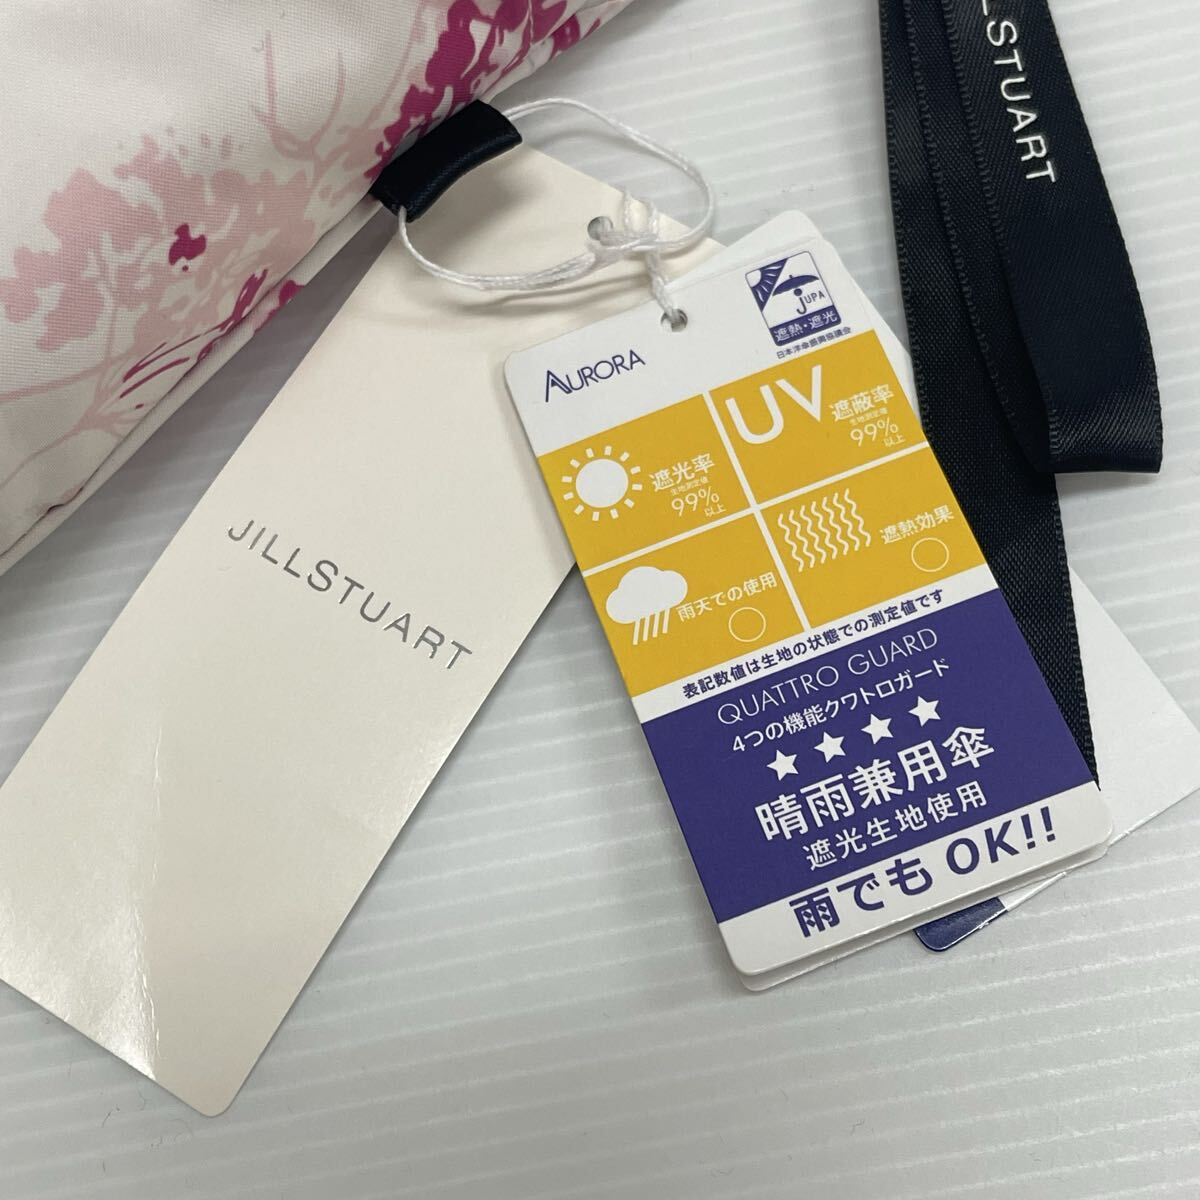 JILLSTUART
JILLSTUART
AURORA
JUPA
遮熱・遮光
日本洋傘振興協議会
遮光率
生地測定値
99%
以上
UV
遮蔽率
生地測定値
99%
以上
雨天での使用
遮熱効果
表記数値は生地の状態での測定値です
QUATTRO GUARD
4つの機能クワトロガード
晴雨兼用傘
遮光生地使用
雨でもOK!!